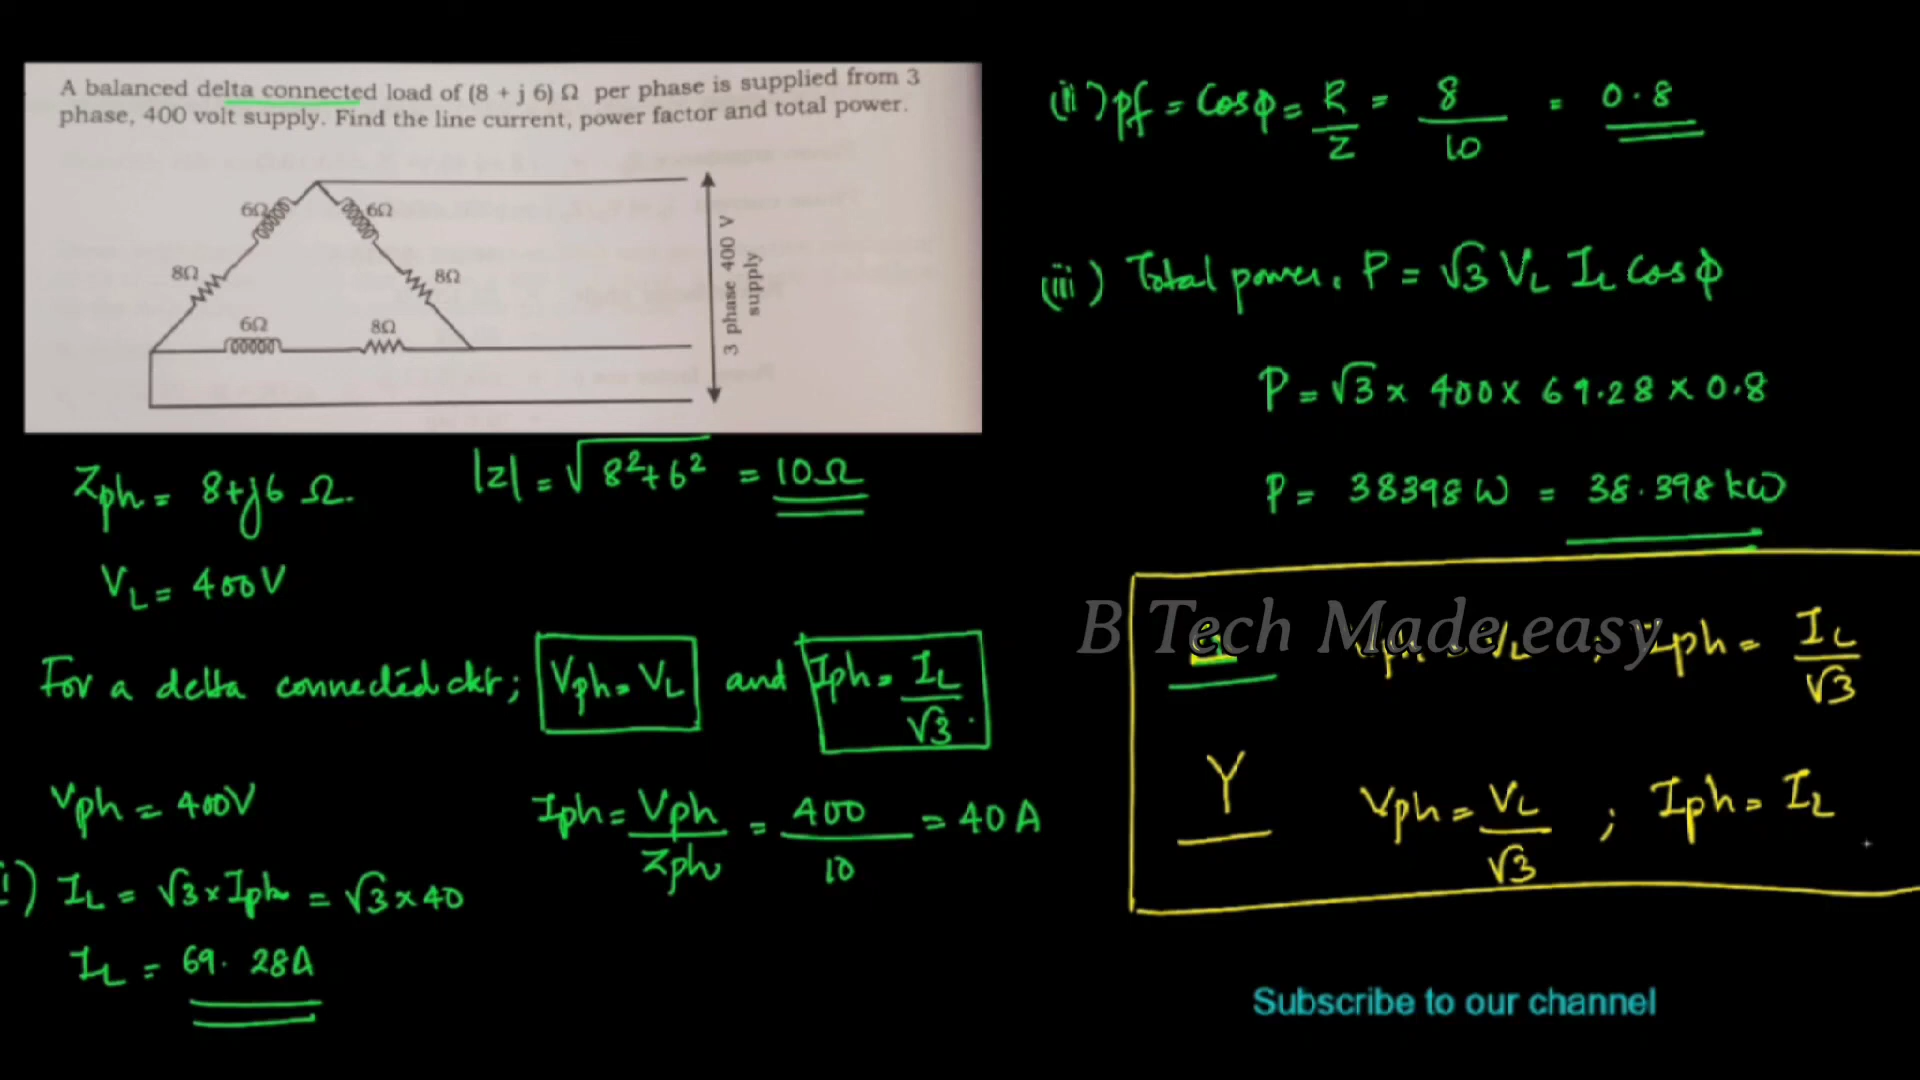 A balanced delta connected load of (8 + j 6) Ω per phase is supplied from 3
phase, 400 volt supply. Find the line current, power factor and total power.
6Ω
6Ω
8Ω
8Ω
6Ω
8Ω
3 phase 400 V
supply
Zph = 8+j6 Ω.
|z| = √8²+6² = 10Ω
VL = 400V
For a delta connected ckt; Vph = VL and Iph = IL/√3.
Vph = 400V
Iph = Vph/Zph = 400/10 = 40 A
i) IL = √3 × Iph = √3 × 40
IL = 69.28A
(ii) pf = Cosφ = R/Z = 8/10 = 0.8
(iii) Total power, P = √3 VL IL Cosφ
P = √3 × 400 × 69.28 × 0.8
P = 38398 W = 38.398 kW
B Tech Made easy
Vph = VL ; Iph = IL/√3
Y
Vph = VL/√3 ; Iph = IL
Subscribe to our channel